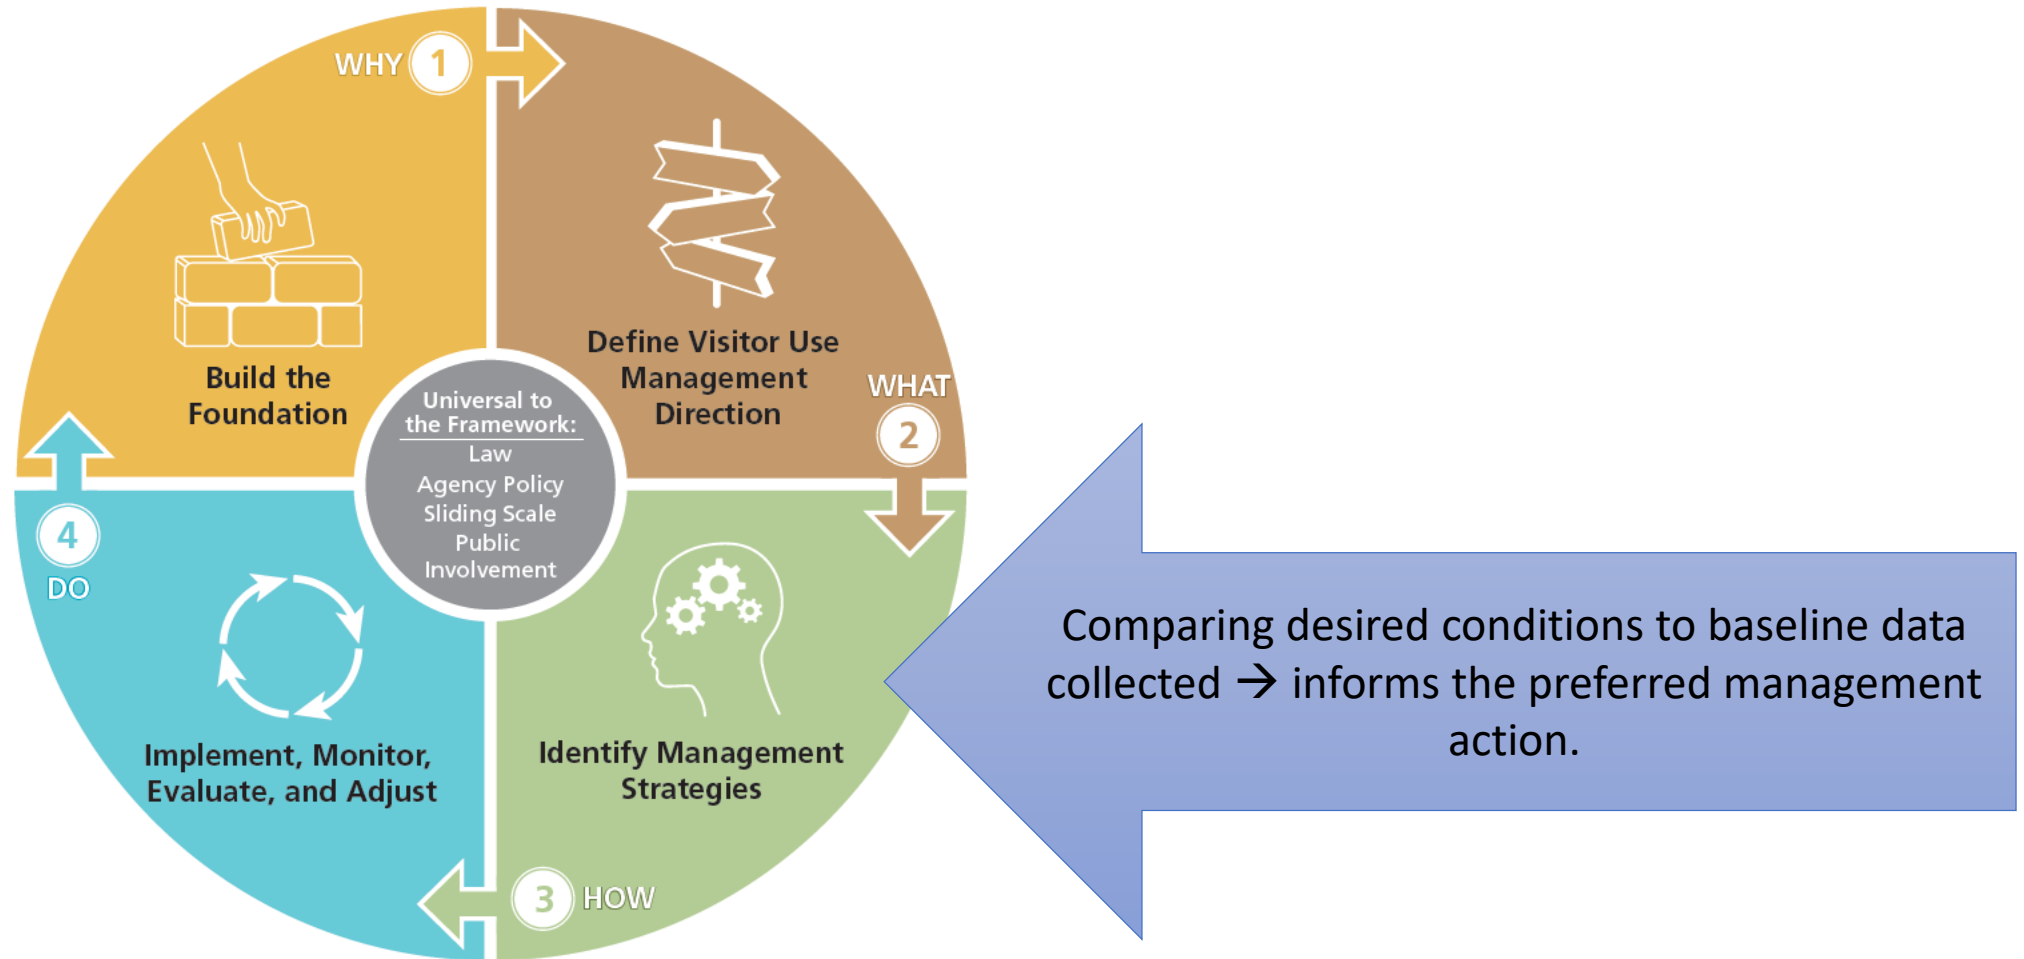 WHY 1
Build the
Foundation
Define Visitor Use
Management
Direction
WHAT
2
Universal to
the Framework:
Law
Agency Policy
Sliding Scale
Public
Involvement
4
DO
Implement, Monitor,
Evaluate, and Adjust
Identify Management
Strategies
3 HOW
Comparing desired conditions to baseline data
collected → informs the preferred management
action.